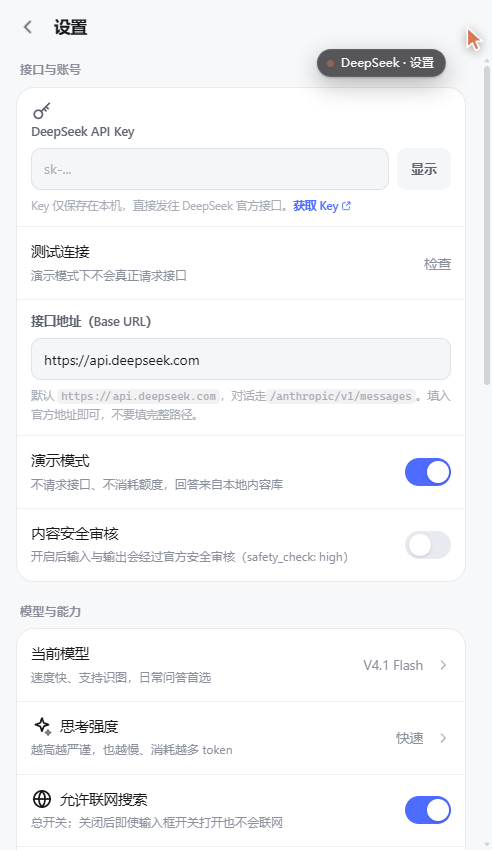 设置
DeepSeek · 设置
接口与账号
DeepSeek API Key
sk-...
显示
Key 仅保存在本机，直接发往 DeepSeek 官方接口。获取 Key
测试连接
演示模式下不会真正请求接口
检查
接口地址（Base URL）
https://api.deepseek.com
默认 https://api.deepseek.com，对话走 /anthropic/v1/messages。填入
官方地址即可，不要填完整路径。
演示模式
不请求接口、不消耗额度，回答来自本地内容库
内容安全审核
开启后输入与输出会经过官方安全审核（safety_check: high）
模型与能力
当前模型
速度快、支持识图，日常问答首选
V4.1 Flash
思考强度
越高越严谨，也越慢、消耗越多 token
快速
允许联网搜索
总开关；关闭后即使输入框开关打开也不会联网